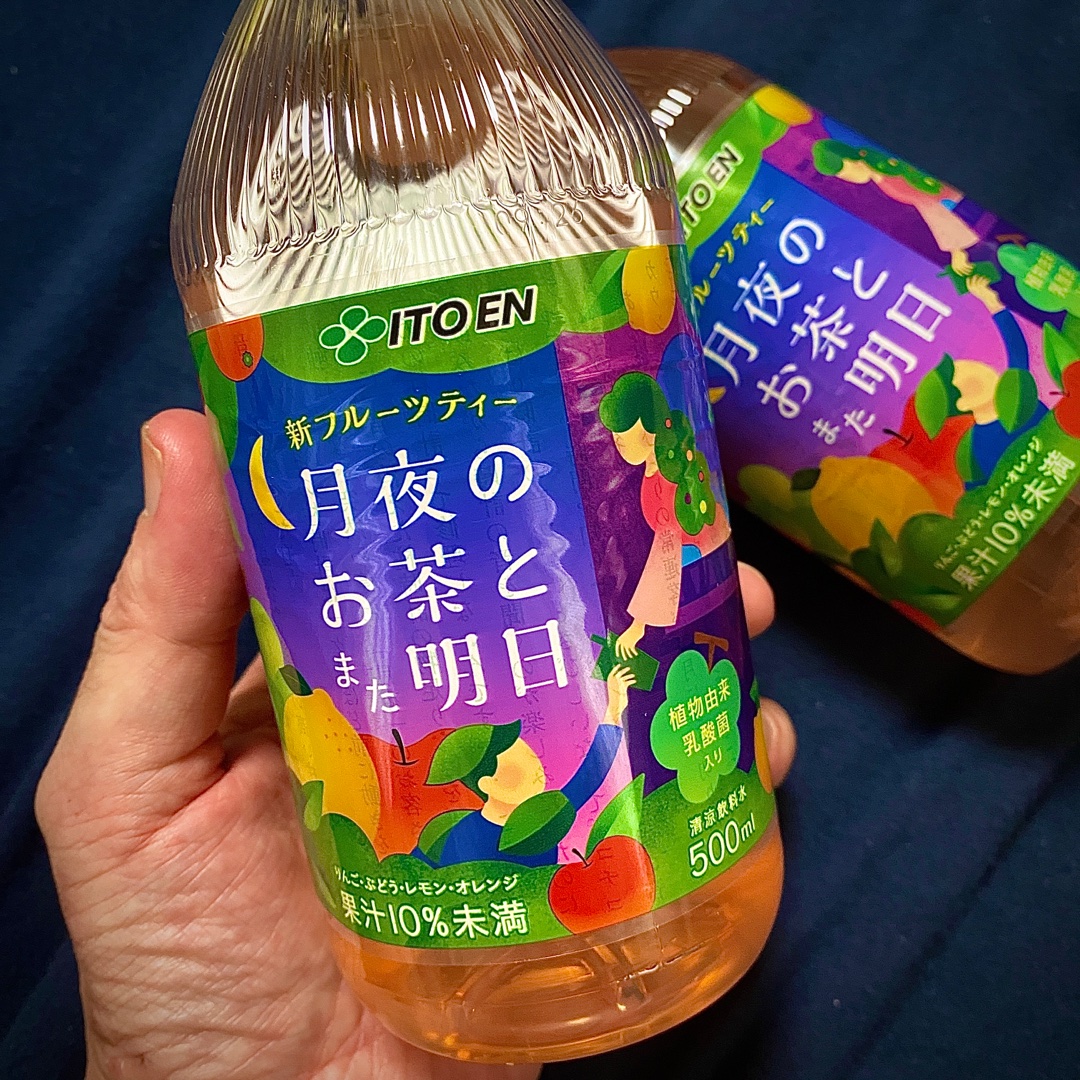 ITO EN
新フルーツティー
月夜の
お茶と
また明日
植物由来
乳酸菌
入り
清涼飲料水
500ml
りんご・ぶどう・レモン・オレンジ
果汁10%未満
ITO EN
ルーツティー
月夜の
お茶と
また明日
りんご・ぶどう・レモン・オレンジ
果汁10%未満